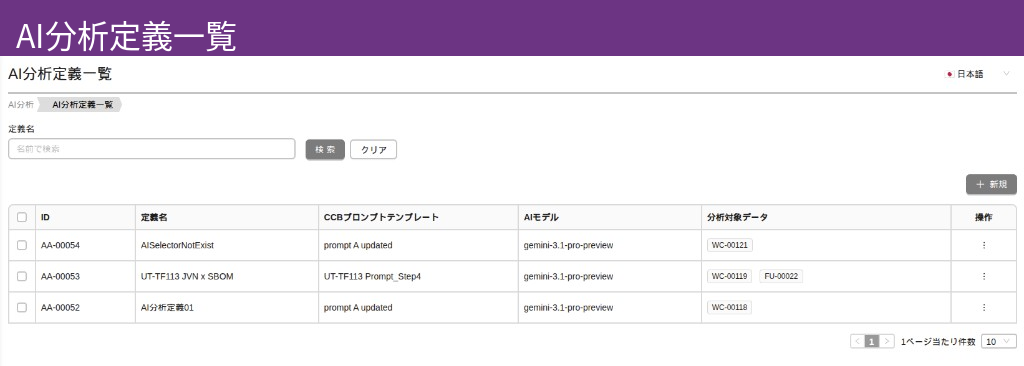 AI分析定義一覧
AI分析定義一覧
日本語
AI分析 AI分析定義一覧
定義名
名前で検索 検索 クリア
+ 新規
ID 定義名 CCBプロンプトテンプレート AIモデル 分析対象データ 操作
AA-00054 AISelectorNotExist prompt A updated gemini-3.1-pro-preview WC-00121
AA-00053 UT-TF113 JVN x SBOM UT-TF113 Prompt_Step4 gemini-3.1-pro-preview WC-00119 FU-00022
AA-00052 AI分析定義01 prompt A updated gemini-3.1-pro-preview WC-00118
1 1ページ当たり件数 10